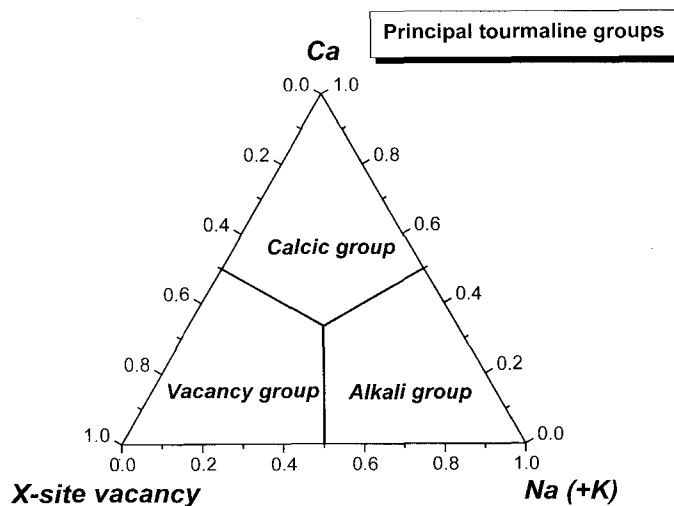 Principal tourmaline groups
Ca
0.0 1.0
0.2 0.8
0.4 0.6
Calcic group
0.6 0.4
0.8 0.2
Vacancy group Alkali group
1.0 0.0
0.0 0.2 0.4 0.6 0.8 1.0
X-site vacancy Na (+K)